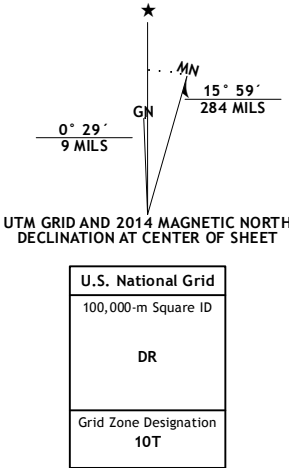 ★
MN
15° 59´
284 MILS
GN
0° 29´
9 MILS
UTM GRID AND 2014 MAGNETIC NORTH
DECLINATION AT CENTER OF SHEET
U.S. National Grid
100,000-m Square ID
DR
Grid Zone Designation
10T